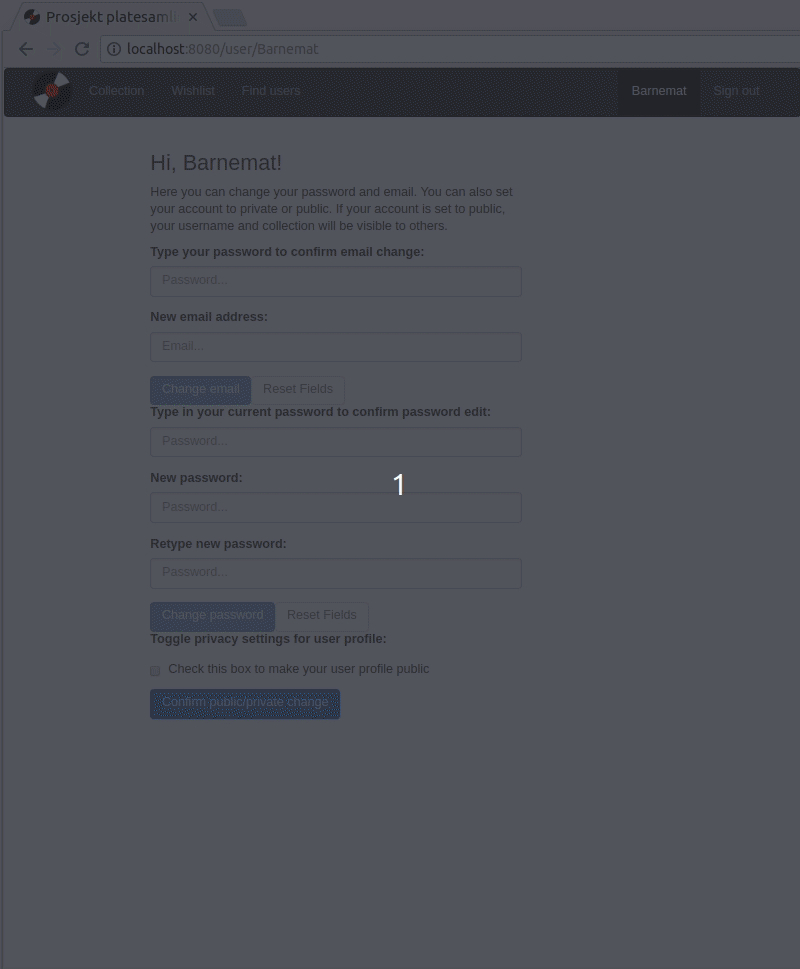 Prosjekt platesaml
localhost:8080/user/Barnemat
Collection Wishlist Find users Barnemat Sign out
Hi, Barnemat!
Here you can change your password and email. You can also set
your account to private or public. If your account is set to public,
your username and collection will be visible to others.
Type your password to confirm email change:
Password...
New email address:
Email...
Change email Reset Fields
Type in your current password to confirm password edit:
Password...
New password:
1
Password...
Retype new password:
Password...
Change password Reset Fields
Toggle privacy settings for user profile:
Check this box to make your user profile public
Confirm public/private change